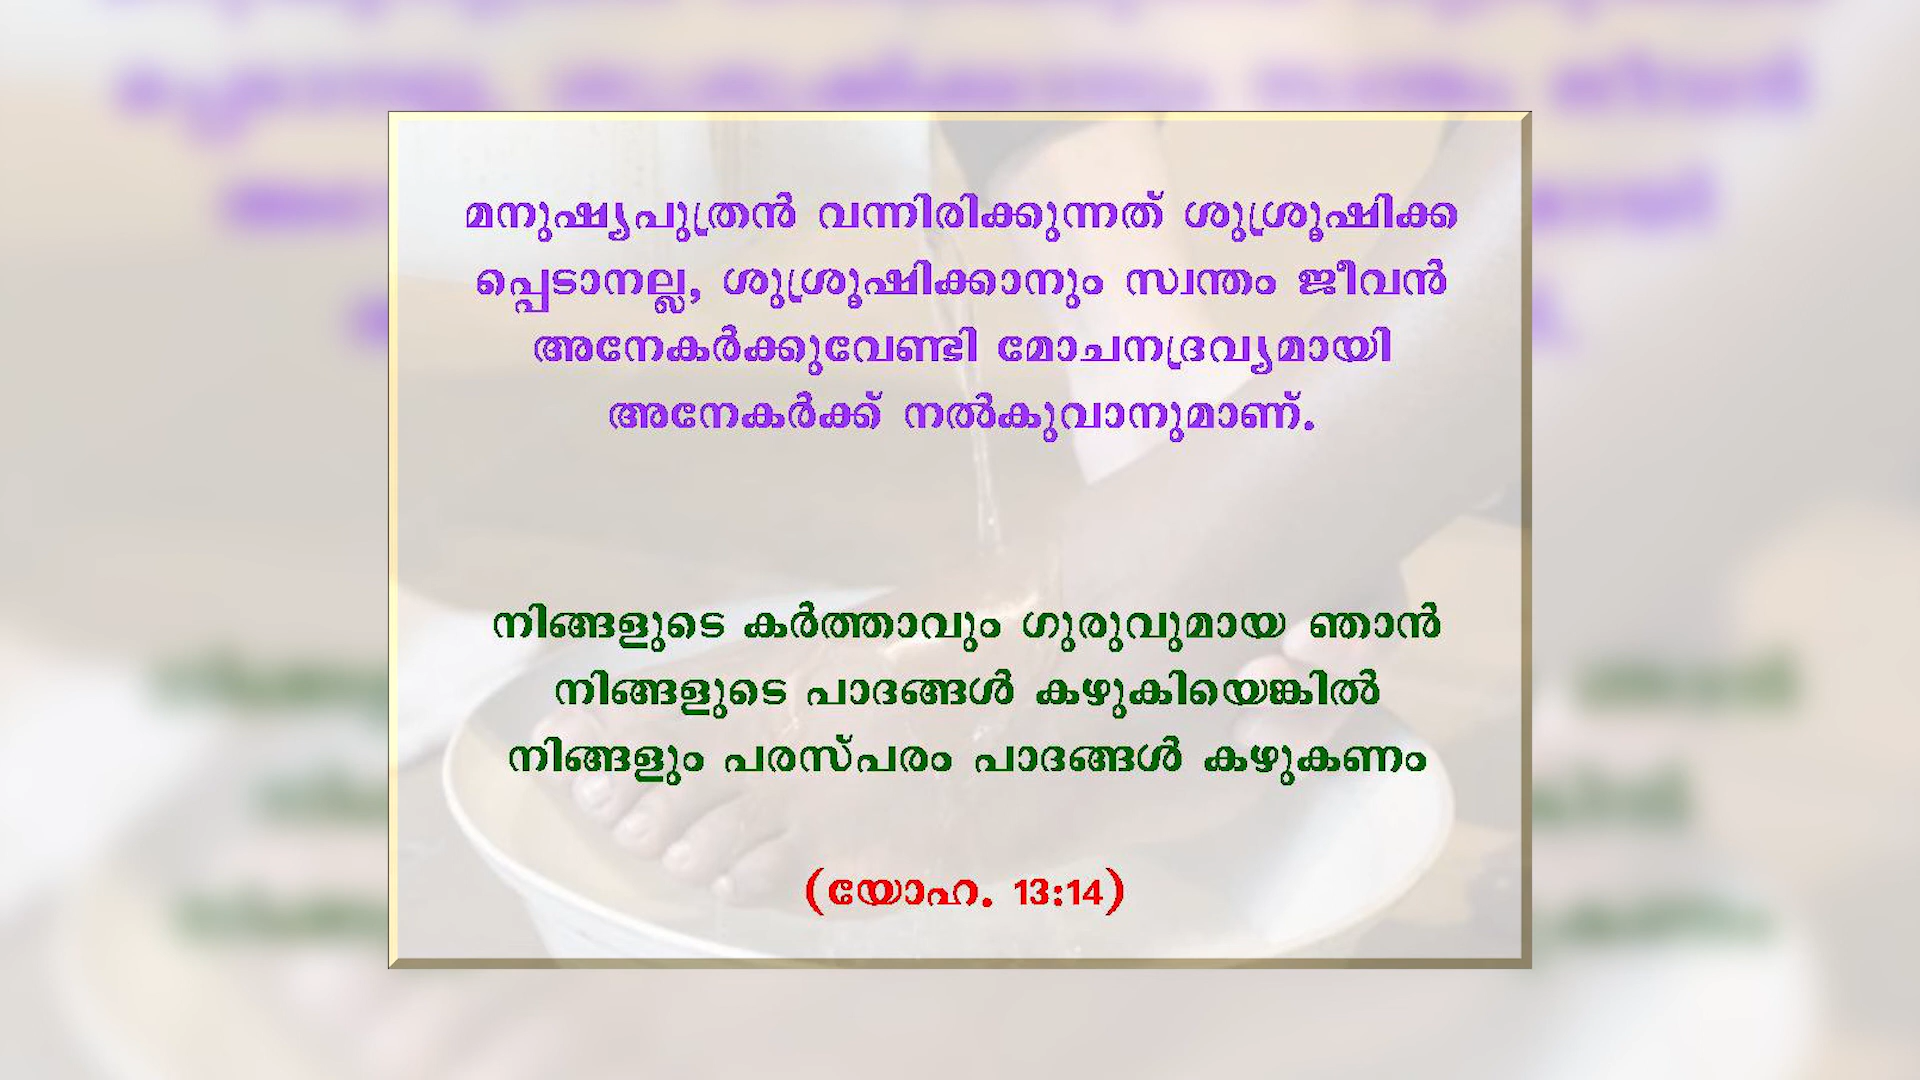 മനുഷ്യപുത്രൻ വന്നിരിക്കുന്നത് ശുശ്രൂഷിക്ക
പ്പെടാനല്ല, ശുശ്രൂഷിക്കാനും സ്വന്തം ജീവൻ
അനേകർക്കുവേണ്ടി മോചനദ്രവ്യമായി
അനേകർക്ക് നൽകുവാനുമാണ്.
നിങ്ങളുടെ കർത്താവും ഗുരുവുമായ ഞാൻ
നിങ്ങളുടെ പാദങ്ങൾ കഴുകിയെങ്കിൽ
നിങ്ങളും പരസ്പരം പാദങ്ങൾ കഴുകണം
(യോഹ. 13:14)